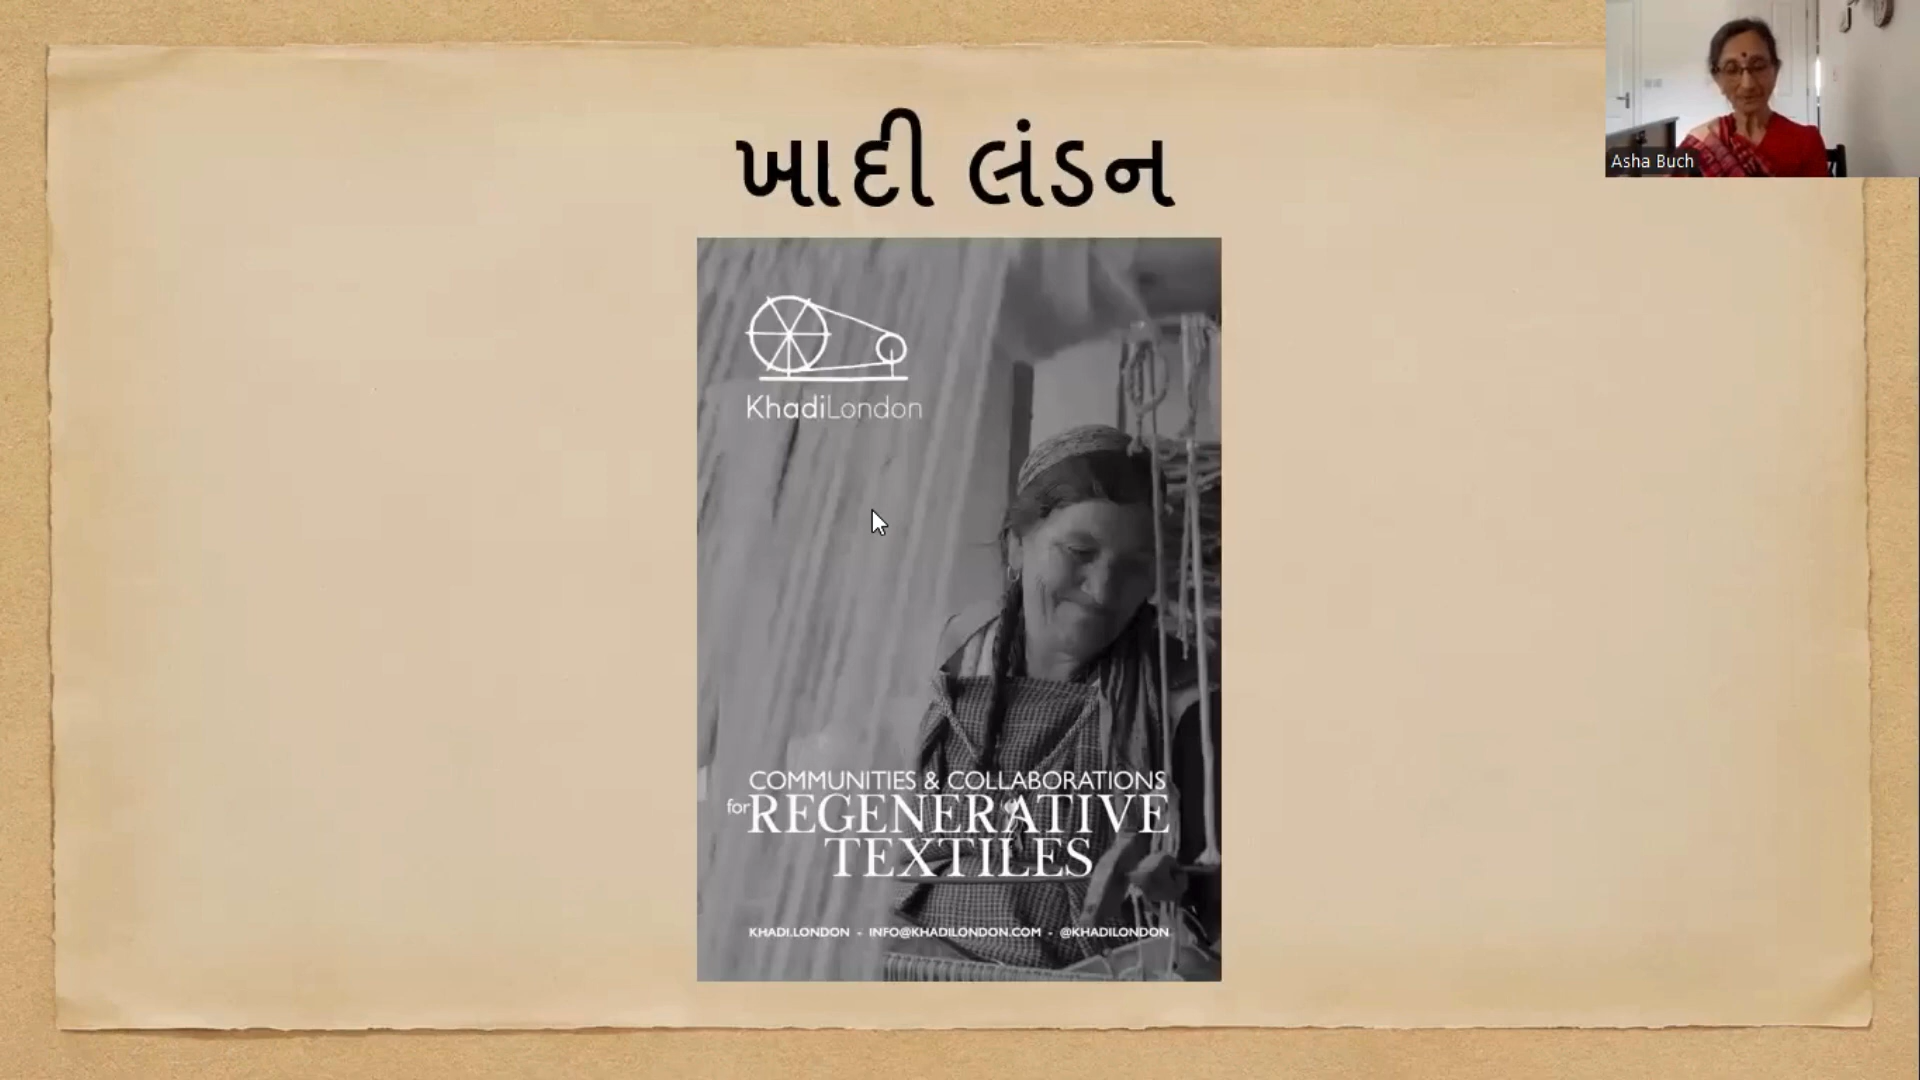 ખાદી લંડન
Asha Buch
KhadiLondon
COMMUNITIES & COLLABORATIONS
for REGENERATIVE
TEXTILES
KHADI.LONDON - INFO@KHADILONDON.COM - @KHADILONDON